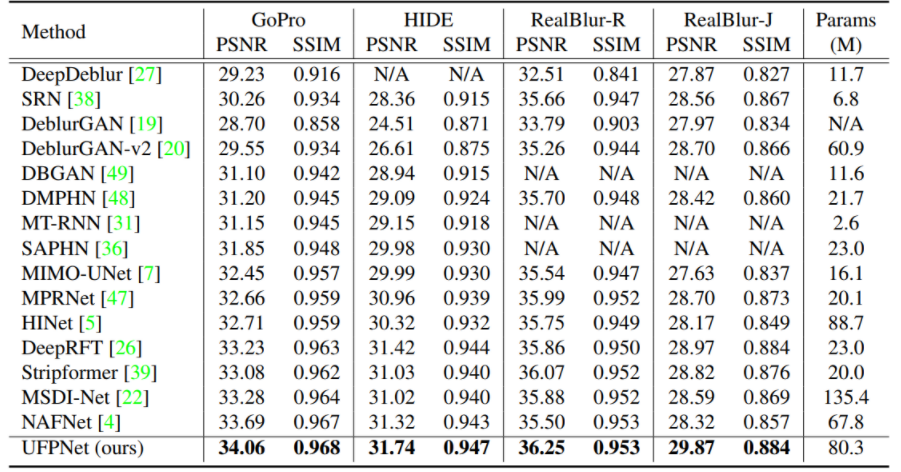 Method GoPro HIDE RealBlur-R RealBlur-J Params
PSNR SSIM PSNR SSIM PSNR SSIM PSNR SSIM (M)
DeepDeblur [27] 29.23 0.916 N/A N/A 32.51 0.841 27.87 0.827 11.7
SRN [38] 30.26 0.934 28.36 0.915 35.66 0.947 28.56 0.867 6.8
DeblurGAN [19] 28.70 0.858 24.51 0.871 33.79 0.903 27.97 0.834 N/A
DeblurGAN-v2 [20] 29.55 0.934 26.61 0.875 35.26 0.944 28.70 0.866 60.9
DBGAN [49] 31.10 0.942 28.94 0.915 N/A N/A N/A N/A 11.6
DMPHN [48] 31.20 0.945 29.09 0.924 35.70 0.948 28.42 0.860 21.7
MT-RNN [31] 31.15 0.945 29.15 0.918 N/A N/A N/A N/A 2.6
SAPHN [36] 31.85 0.948 29.98 0.930 N/A N/A N/A N/A 23.0
MIMO-UNet [7] 32.45 0.957 29.99 0.930 35.54 0.947 27.63 0.837 16.1
MPRNet [47] 32.66 0.959 30.96 0.939 35.99 0.952 28.70 0.873 20.1
HINet [5] 32.71 0.959 30.32 0.932 35.75 0.949 28.17 0.849 88.7
DeepRFT [26] 33.23 0.963 31.42 0.944 35.86 0.950 28.97 0.884 23.0
Stripformer [39] 33.08 0.962 31.03 0.940 36.07 0.952 28.82 0.876 20.0
MSDI-Net [22] 33.28 0.964 31.02 0.940 35.88 0.952 28.59 0.869 135.4
NAFNet [4] 33.69 0.967 31.32 0.943 35.50 0.953 28.32 0.857 67.8
UFPNet (ours) 34.06 0.968 31.74 0.947 36.25 0.953 29.87 0.884 80.3